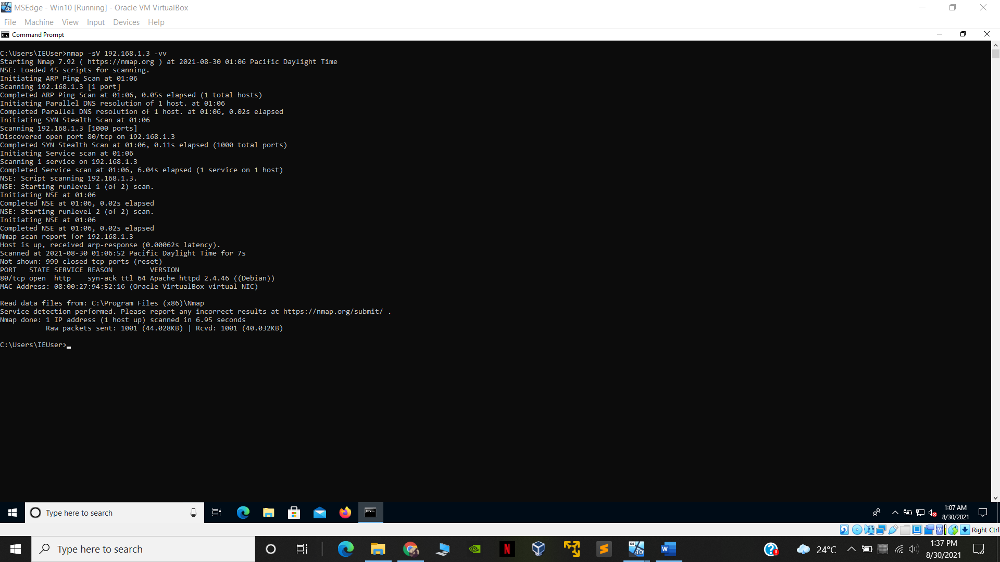 MSEdge - Win10 [Running] - Oracle VM VirtualBox
File Machine View Input Devices Help
Command Prompt
C:\Users\IEUser>nmap -sV 192.168.1.3 -vv
Starting Nmap 7.92 ( https://nmap.org ) at 2021-08-30 01:06 Pacific Daylight Time
NSE: Loaded 45 scripts for scanning.
Initiating ARP Ping Scan at 01:06
Scanning 192.168.1.3 [1 port]
Completed ARP Ping Scan at 01:06, 0.05s elapsed (1 total hosts)
Initiating Parallel DNS resolution of 1 host. at 01:06
Completed Parallel DNS resolution of 1 host. at 01:06, 0.02s elapsed
Initiating SYN Stealth Scan at 01:06
Scanning 192.168.1.3 [1000 ports]
Discovered open port 80/tcp on 192.168.1.3
Completed SYN Stealth Scan at 01:06, 0.11s elapsed (1000 total ports)
Initiating Service scan at 01:06
Scanning 1 service on 192.168.1.3
Completed Service scan at 01:06, 6.04s elapsed (1 service on 1 host)
NSE: Script scanning 192.168.1.3.
NSE: Starting runlevel 1 (of 2) scan.
Initiating NSE at 01:06
Completed NSE at 01:06, 0.02s elapsed
NSE: Starting runlevel 2 (of 2) scan.
Initiating NSE at 01:06
Completed NSE at 01:06, 0.02s elapsed
Nmap scan report for 192.168.1.3
Host is up, received arp-response (0.00062s latency).
Scanned at 2021-08-30 01:06:52 Pacific Daylight Time for 7s
Not shown: 999 closed tcp ports (reset)
PORT   STATE SERVICE REASON         VERSION
80/tcp open  http    syn-ack ttl 64 Apache httpd 2.4.46 ((Debian))
MAC Address: 08:00:27:94:52:16 (Oracle VirtualBox virtual NIC)
Read data files from: C:\Program Files (x86)\Nmap
Service detection performed. Please report any incorrect results at https://nmap.org/submit/ .
Nmap done: 1 IP address (1 host up) scanned in 6.95 seconds
Raw packets sent: 1001 (44.028KB) | Rcvd: 1001 (40.032KB)
C:\Users\IEUser>
Type here to search
1:07 AM
8/30/2021
Right Ctrl
Type here to search
24°C
1:37 PM
8/30/2021